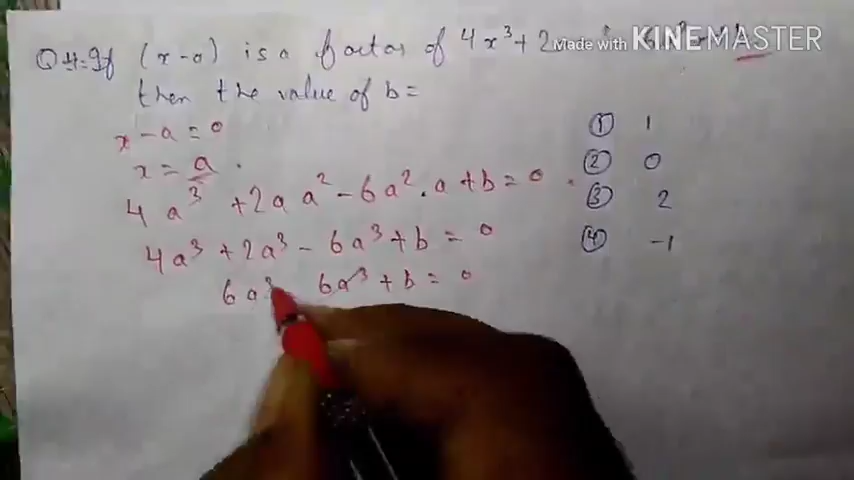 Q 4:- If (x-a) is a factor of 4x³+2
Made with KINEMASTER
then the value of b=
x-a=0
x=a.
4a³+2a a²-6a².a+b=0.
4a³+2a³-6a³+b=0
6a³ 6a³+b=0
① 1
② 0
③ 2
④ -1